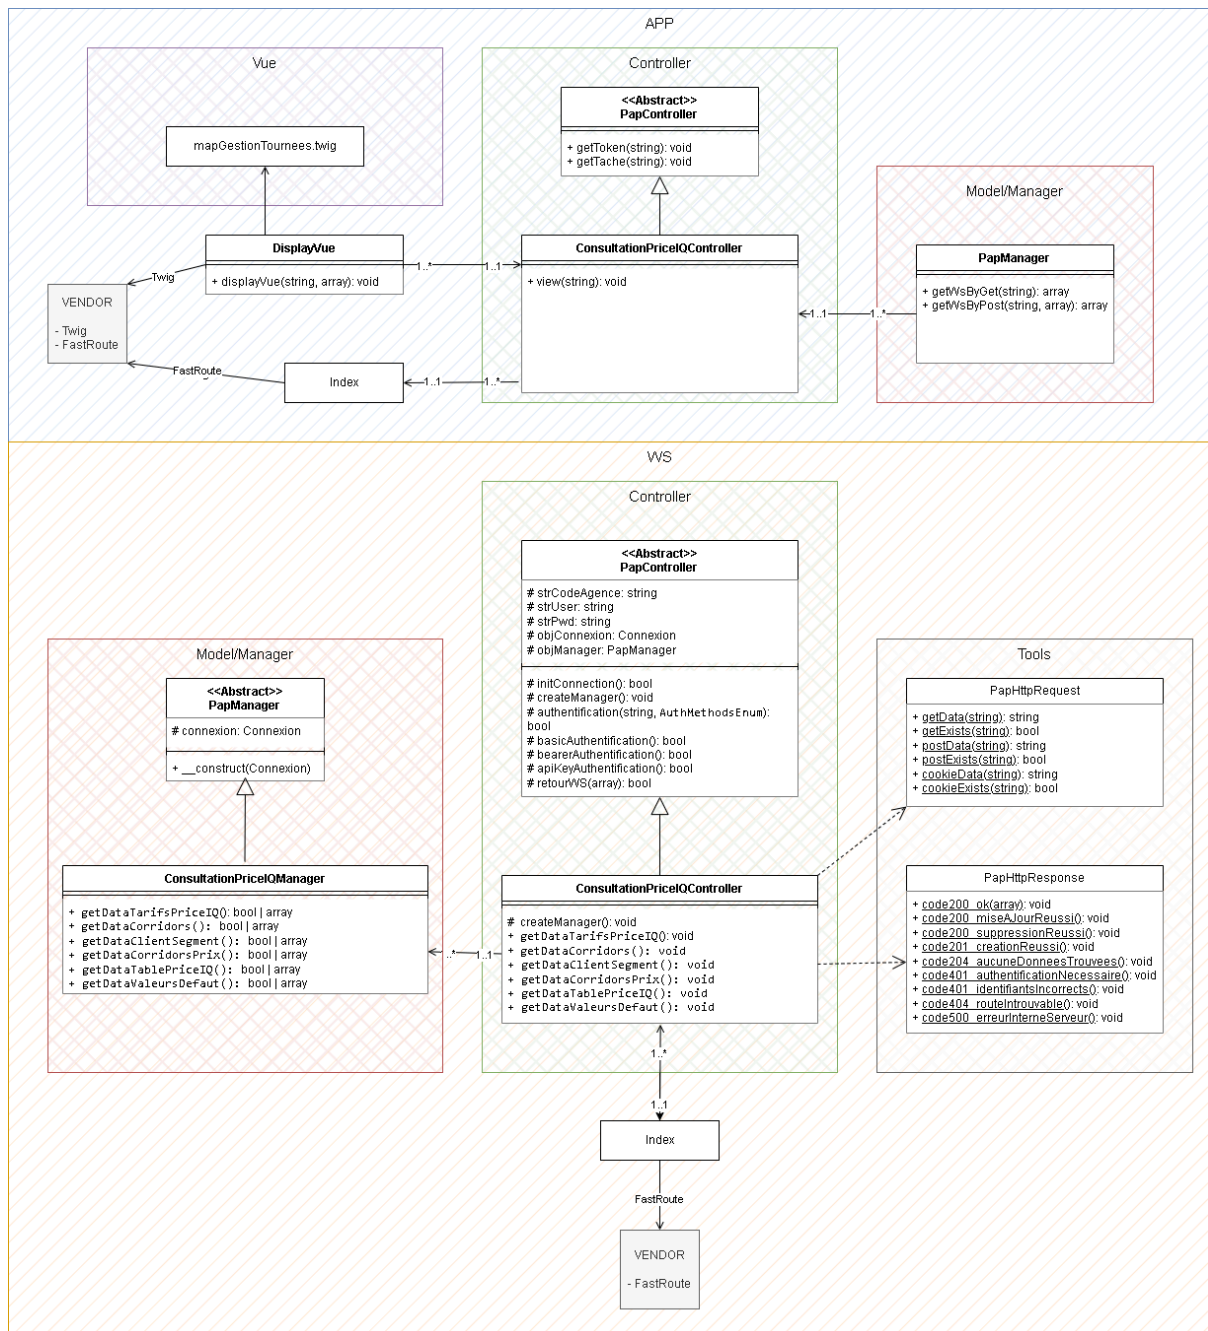 APP
Vue
mapGestionTournees.twig
Controller
<<Abstract>>
PapController
+ getToken(string): void
+ getTache(string): void
Model/Manager
PapManager
+ getWsByGet(string): array
+ getWsByPost(string, array): array
DisplayVue
+ displayVue(string, array): void
1..*
1..1
ConsultationPriceIQController
+ view(string): void
1..1
1..*
Twig
VENDOR
- Twig
- FastRoute
FastRoute
Index
1..1
1..*
WS
Controller
<<Abstract>>
PapController
# strCodeAgence: string
# strUser: string
# strPwd: string
# objConnexion: Connexion
# objManager: PapManager
# initConnection(): bool
# createManager(): void
# authentification(string, AuthMethodsEnum):
bool
# basicAuthentification(): bool
# bearerAuthentification(): bool
# apiKeyAuthentification(): bool
# retourWS(array): bool
Model/Manager
<<Abstract>>
PapManager
# connexion: Connexion
+ __construct(Connexion)
ConsultationPriceIQManager
+ getDataTarifsPriceIQ(): bool | array
+ getDataCorridors(): bool | array
+ getDataClientSegment(): bool | array
+ getDataCorridorsPrix(): bool | array
+ getDataTablePriceIQ(): bool | array
+ getDataValeursDefaut(): bool | array
..*
1..1
ConsultationPriceIQController
# createManager(): void
+ getDataTarifsPriceIQ(): void
+ getDataCorridors(): void
+ getDataClientSegment(): void
+ getDataCorridorsPrix(): void
+ getDataTablePriceIQ(): void
+ getDataValeursDefaut(): void
Tools
PapHttpRequest
+ getData(string): string
+ getExists(string): bool
+ postData(string): string
+ postExists(string): bool
+ cookieData(string): string
+ cookieExists(string): bool
PapHttpResponse
+ code200_ok(array): void
+ code200_miseAJourReussi(): void
+ code200_suppressionReussi(): void
+ code201_creationReussi(): void
+ code204_aucuneDonneesTrouvees(): void
+ code401_authentificationNecessaire(): void
+ code401_identifiantsIncorrects(): void
+ code404_routeIntrouvable(): void
+ code500_erreurInterneServeur(): void
1..*
1..1
Index
FastRoute
VENDOR
- FastRoute